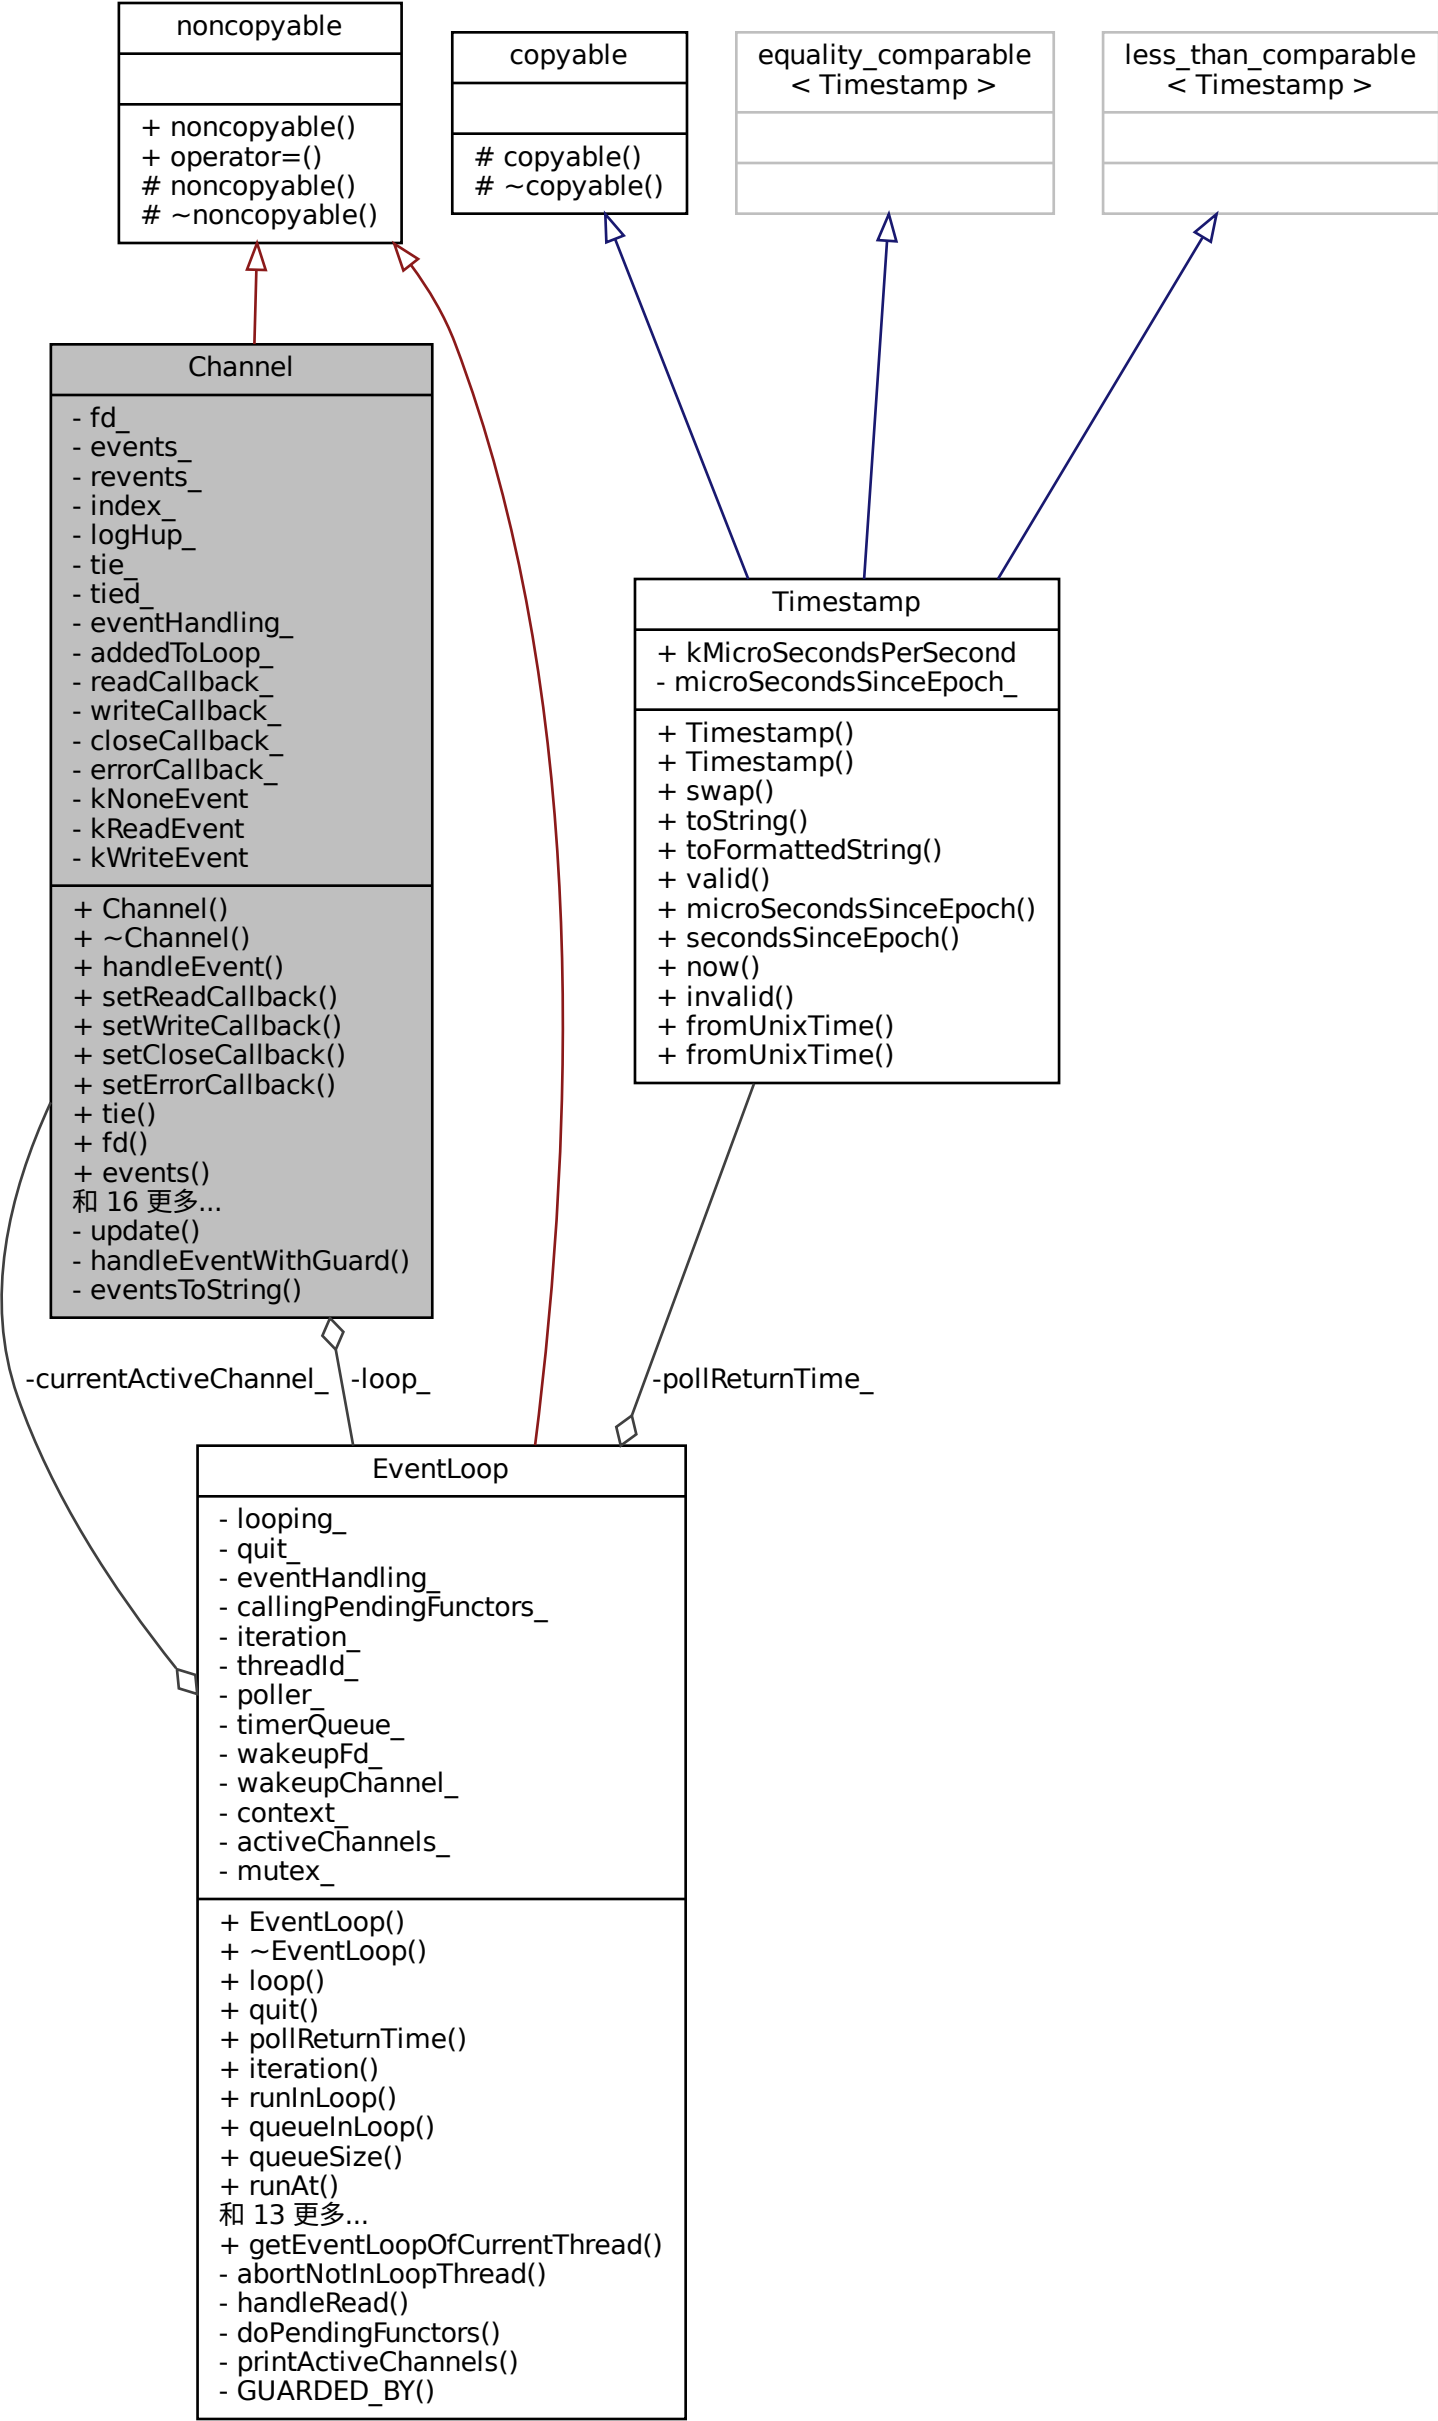 noncopyable
+ noncopyable()
+ operator=()
# noncopyable()
# ~noncopyable()
copyable
# copyable()
# ~copyable()
equality_comparable
< Timestamp >
less_than_comparable
< Timestamp >
Channel
- fd_
- events_
- revents_
- index_
- logHup_
- tie_
- tied_
- eventHandling_
- addedToLoop_
- readCallback_
- writeCallback_
- closeCallback_
- errorCallback_
- kNoneEvent
- kReadEvent
- kWriteEvent
+ Channel()
+ ~Channel()
+ handleEvent()
+ setReadCallback()
+ setWriteCallback()
+ setCloseCallback()
+ setErrorCallback()
+ tie()
+ fd()
+ events()
和 16 更多...
- update()
- handleEventWithGuard()
- eventsToString()
Timestamp
+ kMicroSecondsPerSecond
- microSecondsSinceEpoch_
+ Timestamp()
+ Timestamp()
+ swap()
+ toString()
+ toFormattedString()
+ valid()
+ microSecondsSinceEpoch()
+ secondsSinceEpoch()
+ now()
+ invalid()
+ fromUnixTime()
+ fromUnixTime()
-currentActiveChannel_
-loop_
-pollReturnTime_
EventLoop
- looping_
- quit_
- eventHandling_
- callingPendingFunctors_
- iteration_
- threadId_
- poller_
- timerQueue_
- wakeupFd_
- wakeupChannel_
- context_
- activeChannels_
- mutex_
+ EventLoop()
+ ~EventLoop()
+ loop()
+ quit()
+ pollReturnTime()
+ iteration()
+ runInLoop()
+ queueInLoop()
+ queueSize()
+ runAt()
和 13 更多...
+ getEventLoopOfCurrentThread()
- abortNotInLoopThread()
- handleRead()
- doPendingFunctors()
- printActiveChannels()
- GUARDED_BY()